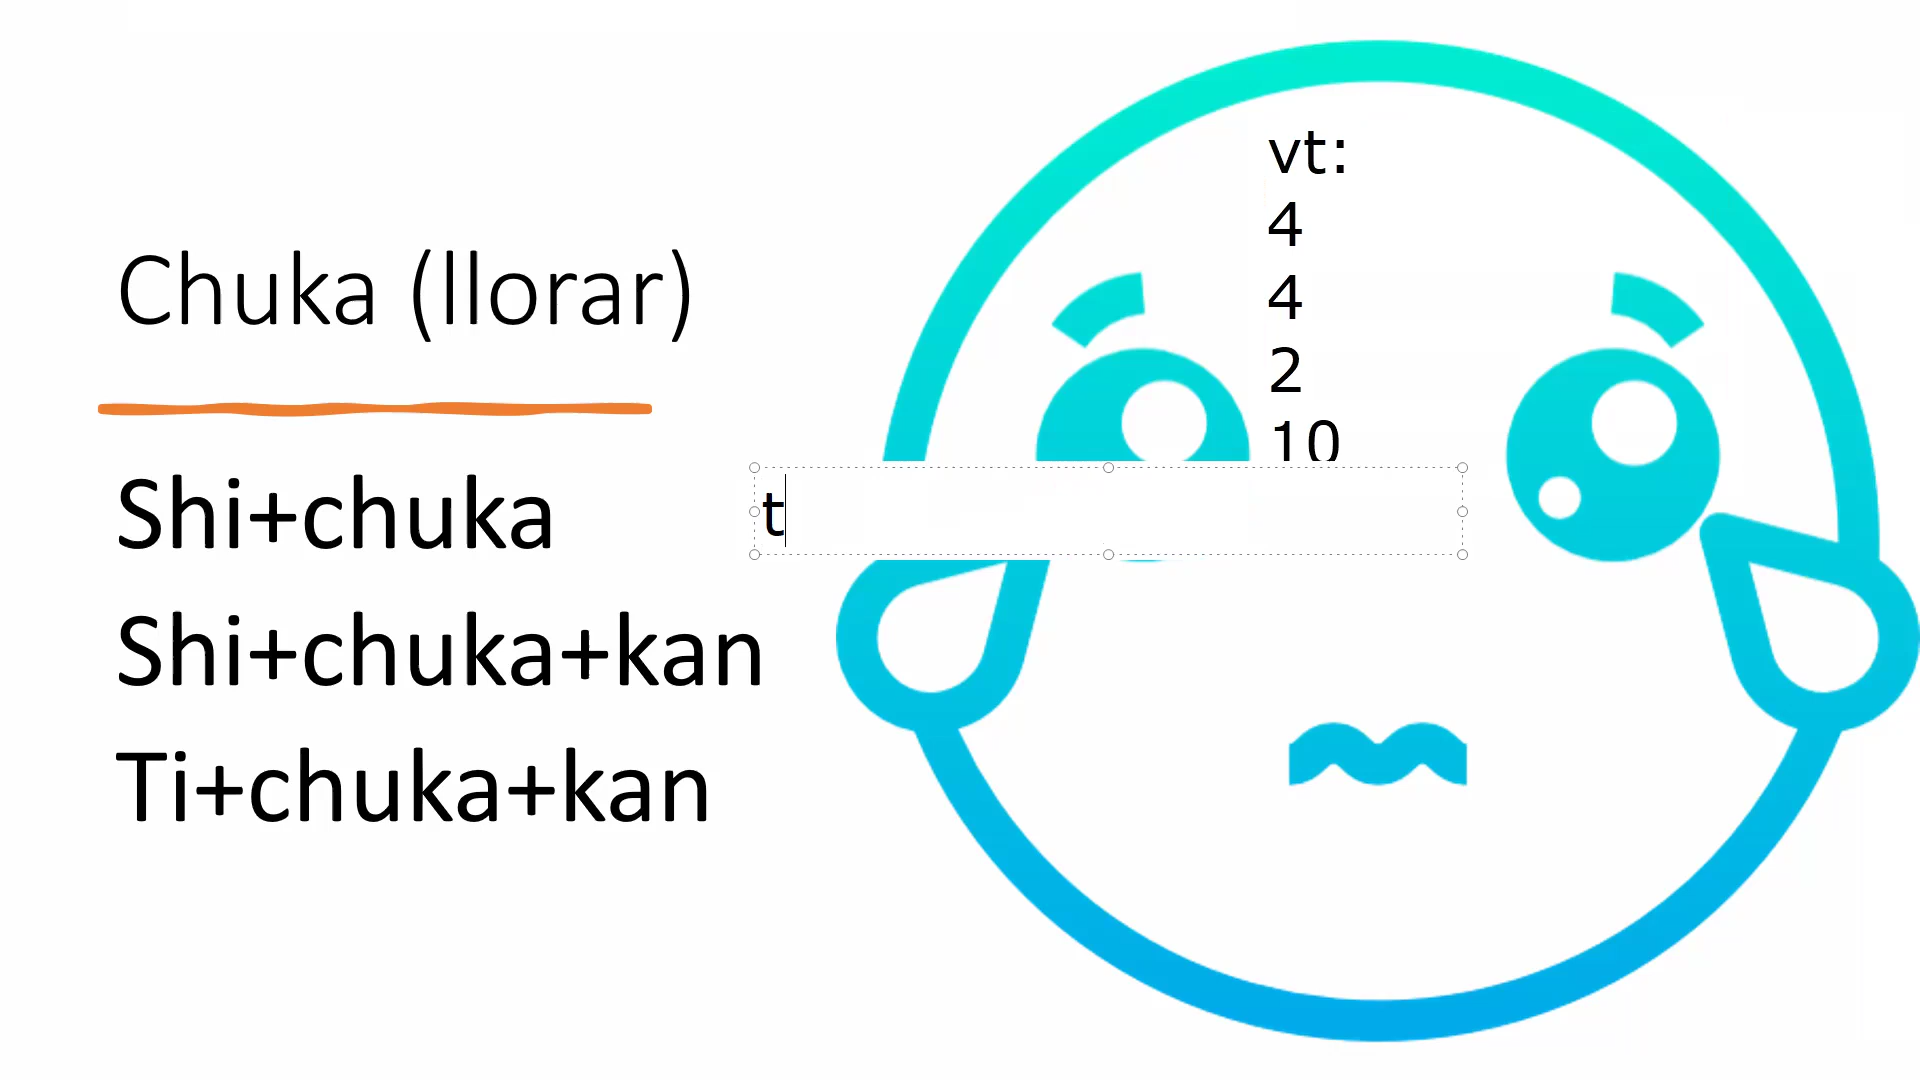 Chuka (llorar)
Shi+chuka
Shi+chuka+kan
Ti+chuka+kan
vt:
4
4
2
10
t